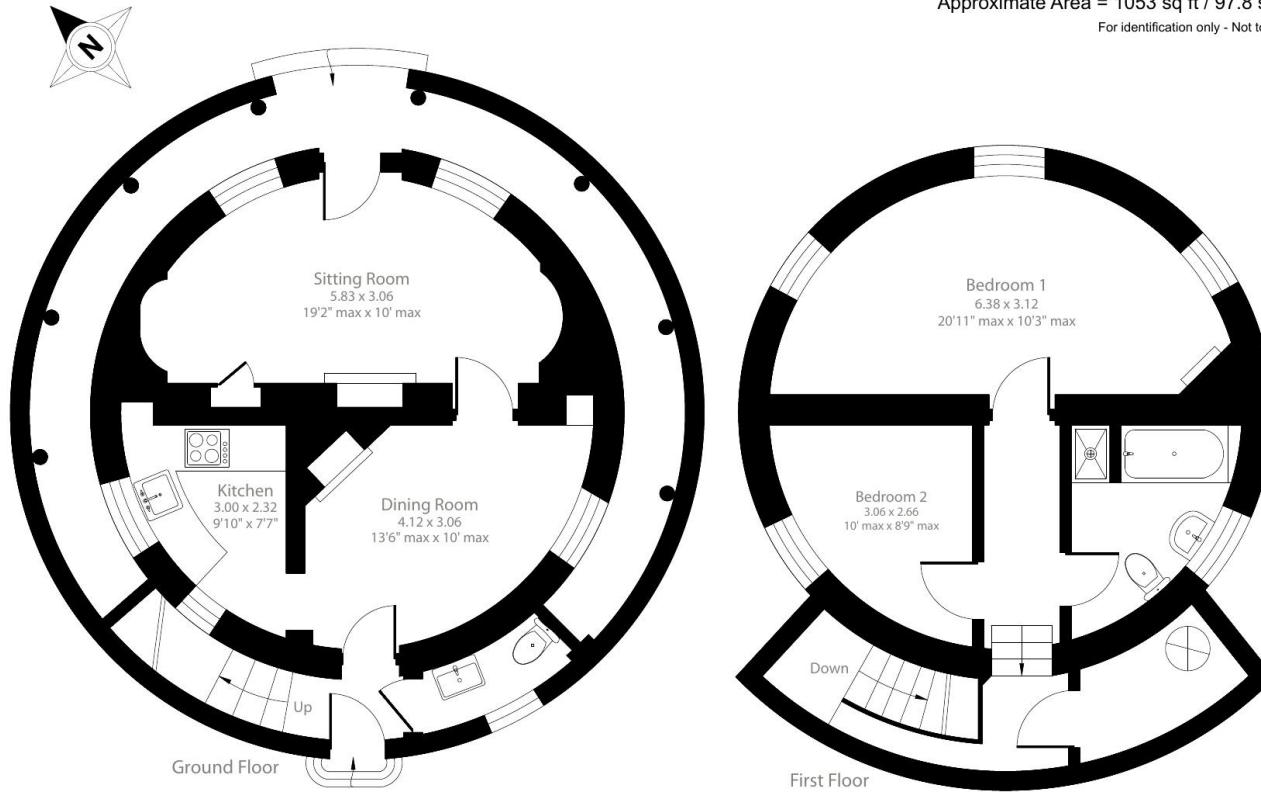 Approximate Area = 1053 sq ft / 97.8 s
For identification only - Not to
N
Sitting Room
5.83 x 3.06
19'2" max x 10' max
Kitchen
3.00 x 2.32
9'10" x 7'7"
Dining Room
4.12 x 3.06
13'6" max x 10' max
Up
Ground Floor
Bedroom 1
6.38 x 3.12
20'11" max x 10'3" max
Bedroom 2
3.06 x 2.66
10' max x 8'9" max
Down
First Floor